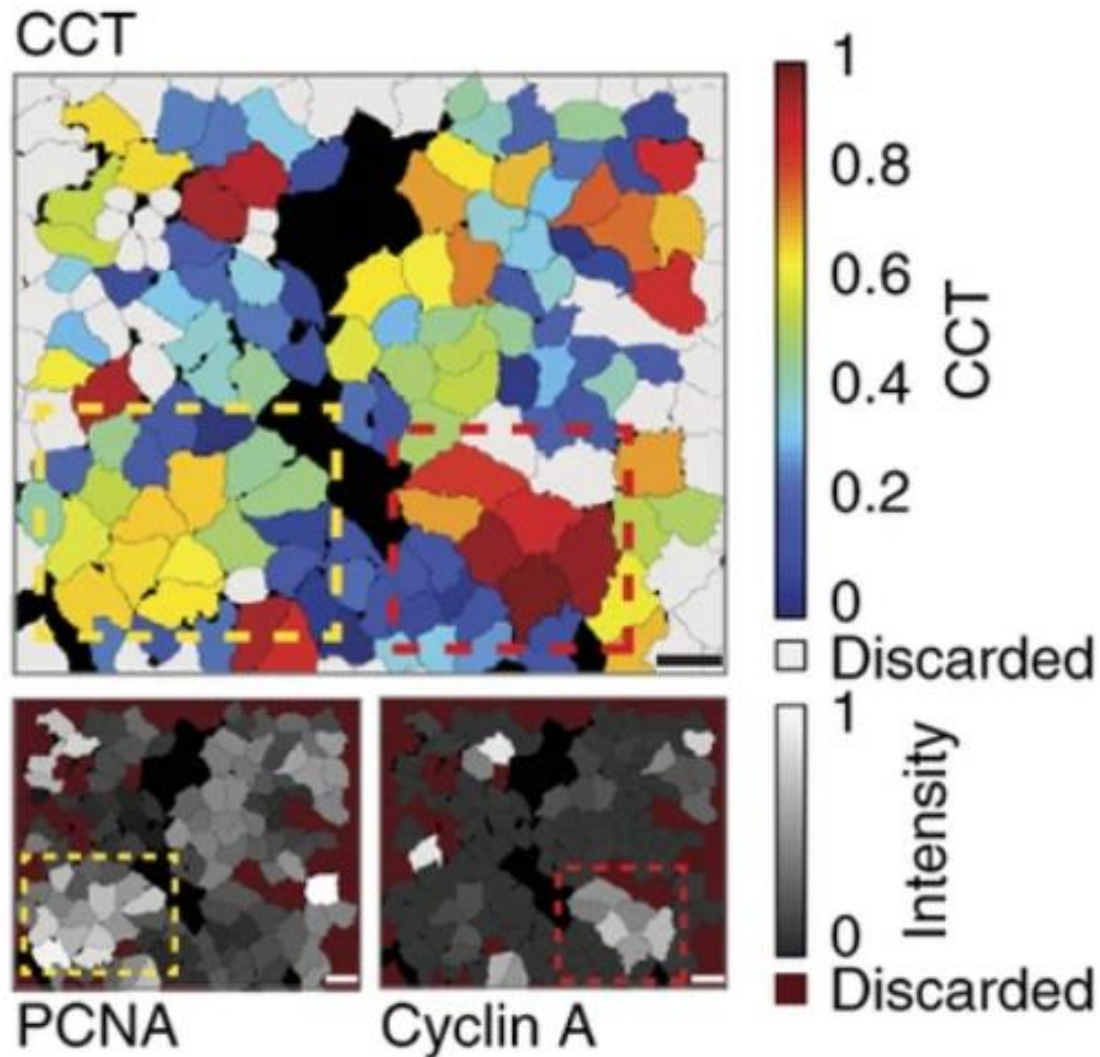 CCT
1
0.8
0.6
0.4
0.2
0
CCT
Discarded
1
0
Intensity
Discarded
PCNA
Cyclin A